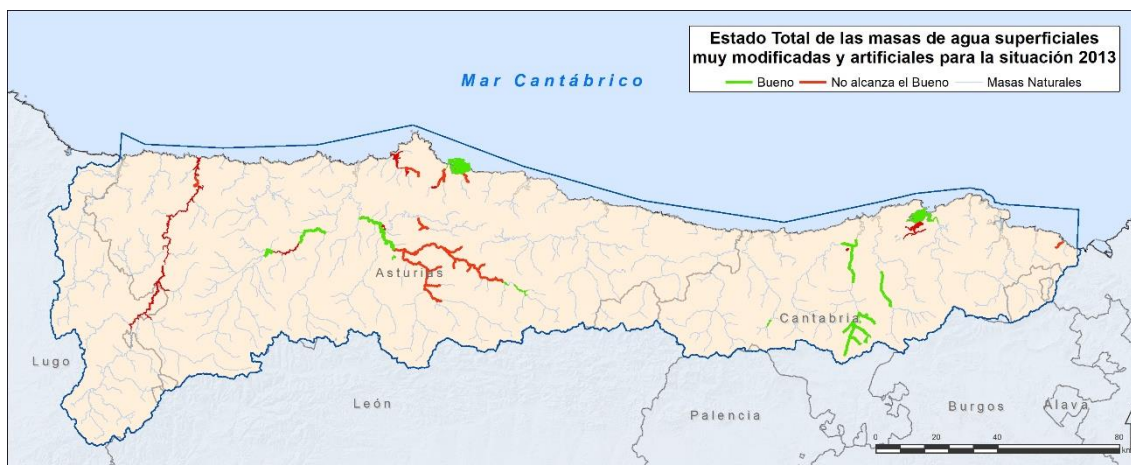 Estado Total de las masas de agua superficiales
muy modificadas y artificiales para la situación 2013
Bueno No alcanza el Bueno Masas Naturales
Mar Cantábrico
Asturias
Cantabria
Lugo
León
Palencia
Burgos
Álava
0 20 40 80
km